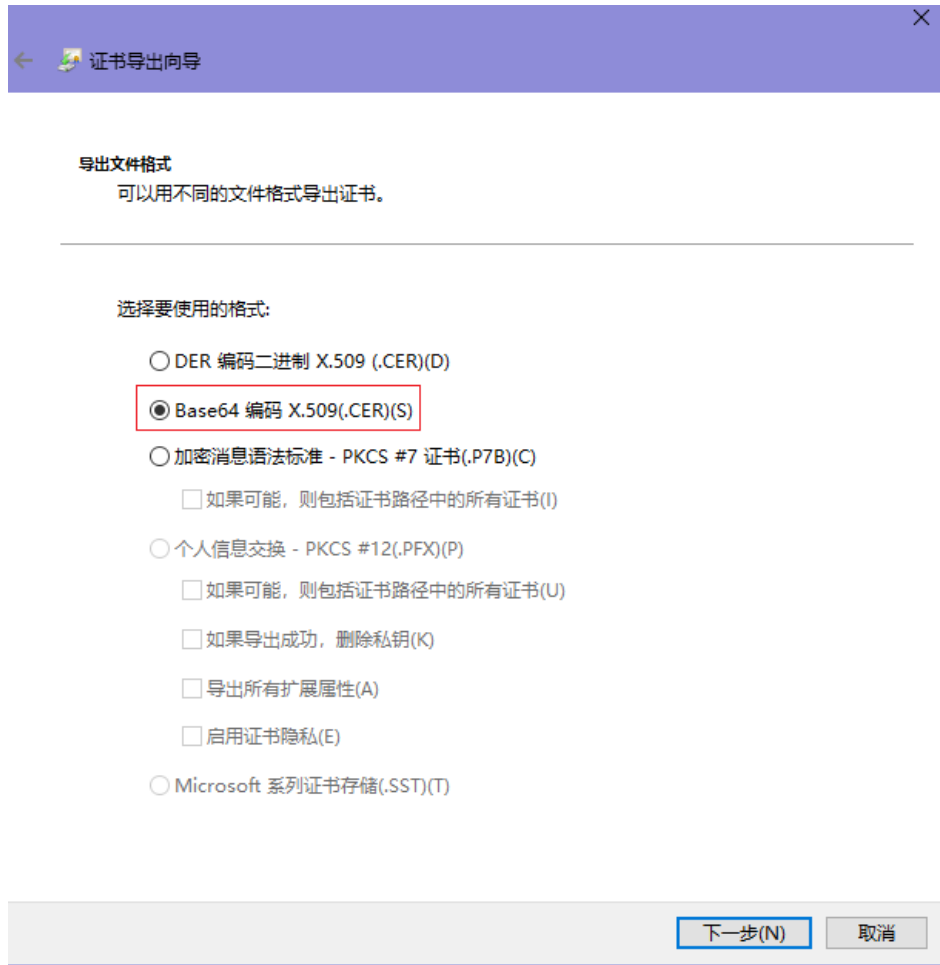 证书导出向导
导出文件格式
可以用不同的文件格式导出证书。
选择要使用的格式:
DER 编码二进制 X.509 (.CER)(D)
Base64 编码 X.509(.CER)(S)
加密消息语法标准 - PKCS #7 证书(.P7B)(C)
如果可能，则包括证书路径中的所有证书(I)
个人信息交换 - PKCS #12(.PFX)(P)
如果可能，则包括证书路径中的所有证书(U)
如果导出成功，删除私钥(K)
导出所有扩展属性(A)
启用证书隐私(E)
Microsoft 系列证书存储(.SST)(T)
下一步(N)
取消